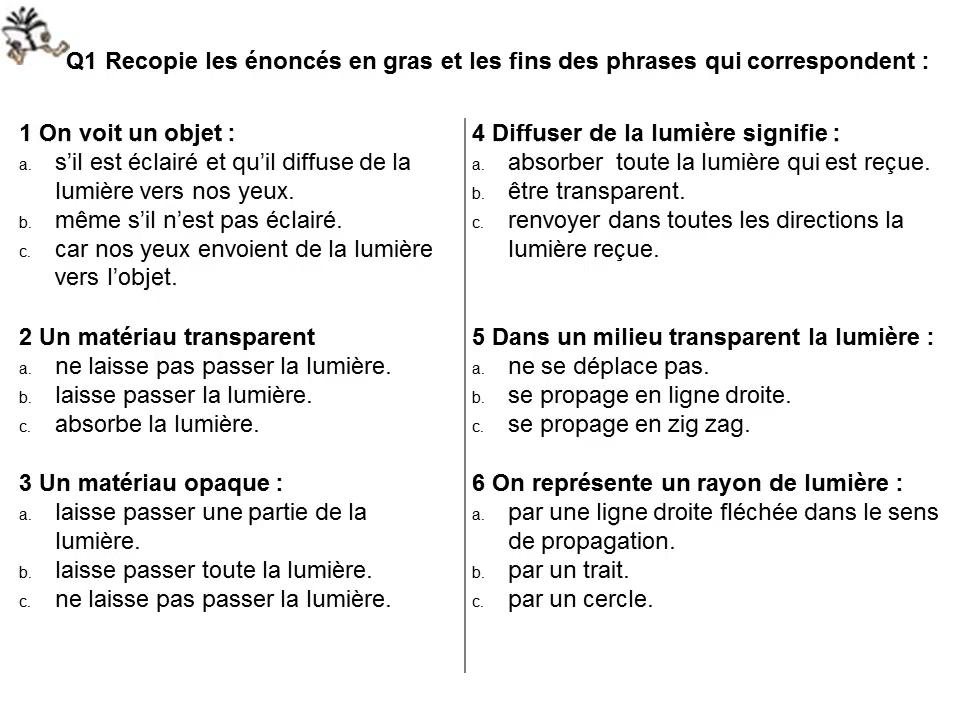 Q1 Recopie les énoncés en gras et les fins des phrases qui correspondent :
1 On voit un objet :
a. s’il est éclairé et qu’il diffuse de la
lumière vers nos yeux.
b. même s’il n’est pas éclairé.
c. car nos yeux envoient de la lumière
vers l’objet.
2 Un matériau transparent
a. ne laisse pas passer la lumière.
b. laisse passer la lumière.
c. absorbe la lumière.
3 Un matériau opaque :
a. laisse passer une partie de la
lumière.
b. laisse passer toute la lumière.
c. ne laisse pas passer la lumière.
4 Diffuser de la lumière signifie :
a. absorber toute la lumière qui est reçue.
b. être transparent.
c. renvoyer dans toutes les directions la
lumière reçue.
5 Dans un milieu transparent la lumière :
a. ne se déplace pas.
b. se propage en ligne droite.
c. se propage en zig zag.
6 On représente un rayon de lumière :
a. par une ligne droite fléchée dans le sens
de propagation.
b. par un trait.
c. par un cercle.